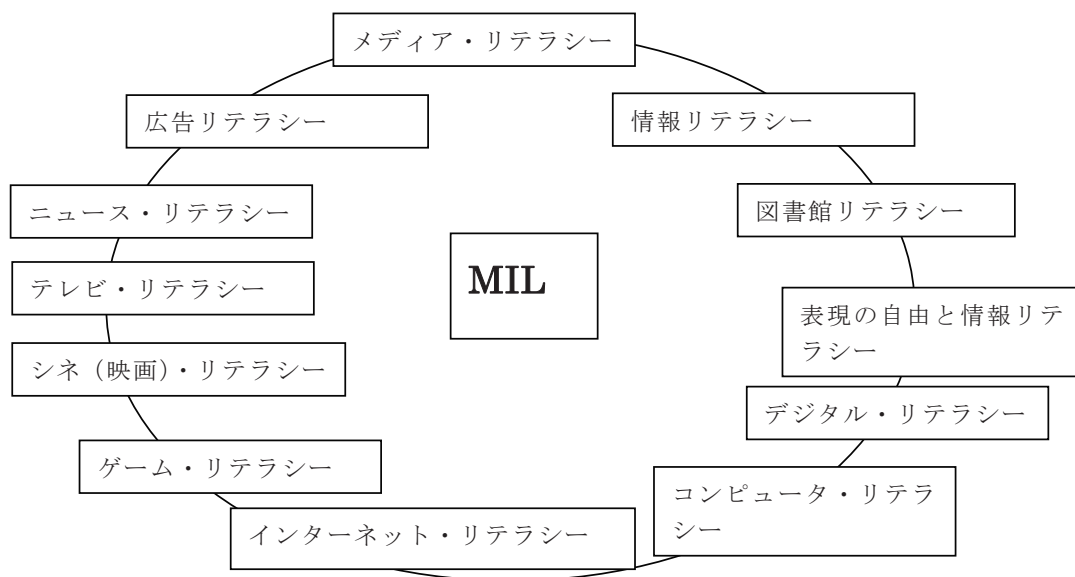 メディア・リテラシー
広告リテラシー
情報リテラシー
ニュース・リテラシー
図書館リテラシー
MIL
テレビ・リテラシー
表現の自由と情報リテ
ラシー
シネ（映画）・リテラシー
デジタル・リテラシー
ゲーム・リテラシー
コンピュータ・リテラ
シー
インターネット・リテラシー